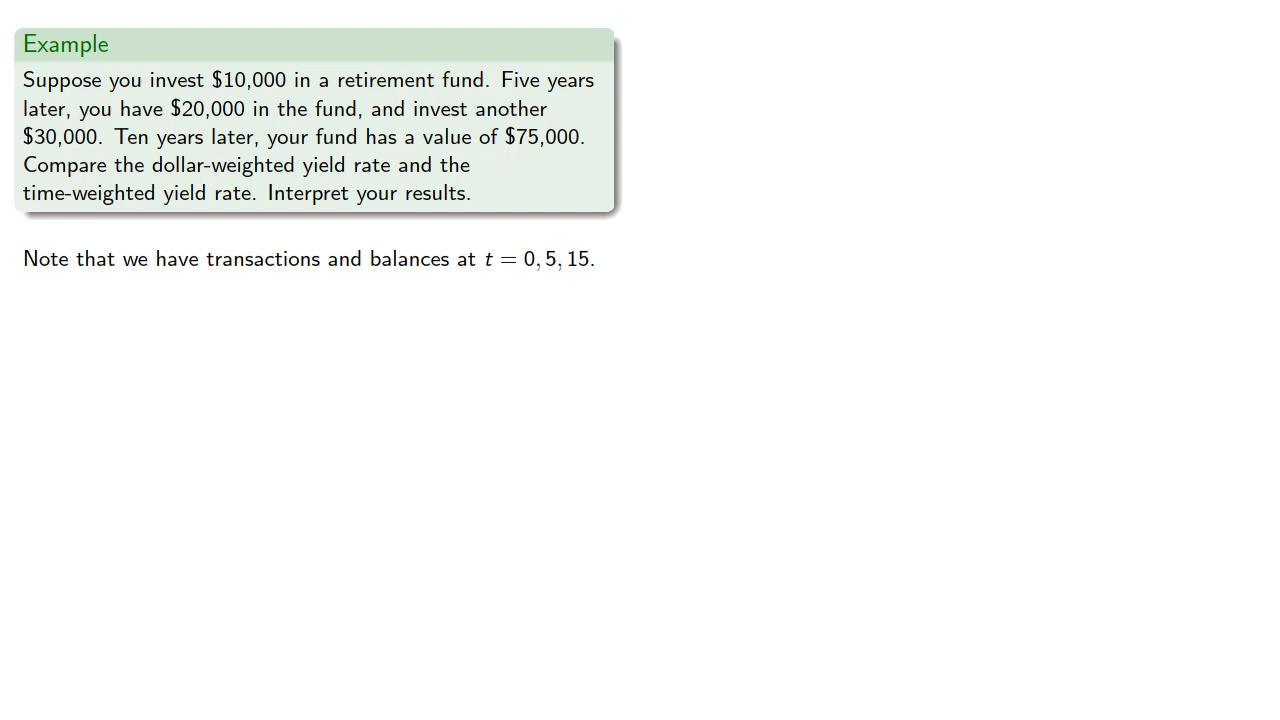 Example
Suppose you invest $10,000 in a retirement fund. Five years
later, you have $20,000 in the fund, and invest another
$30,000. Ten years later, your fund has a value of $75,000.
Compare the dollar-weighted yield rate and the
time-weighted yield rate. Interpret your results.
Note that we have transactions and balances at t = 0, 5, 15.